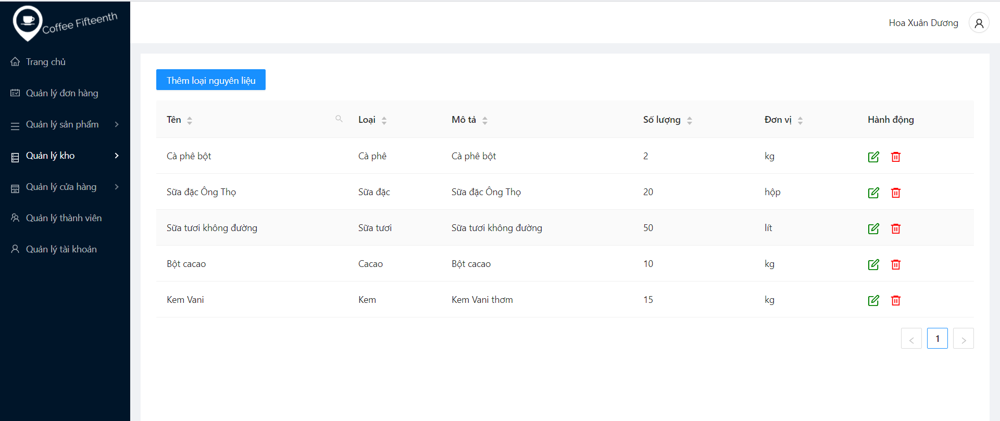 Coffee Fifteenth
Hoa Xuân Dương
Trang chủ
Quản lý đơn hàng
Quản lý sản phẩm
Quản lý kho
Quản lý cửa hàng
Quản lý thành viên
Quản lý tài khoản
Thêm loại nguyên liệu
Tên Loại Mô tả Số lượng Đơn vị Hành động
Cà phê bột Cà phê Cà phê bột 2 kg
Sữa đặc Ông Thọ Sữa đặc Sữa đặc Ông Thọ 20 hộp
Sữa tươi không đường Sữa tươi Sữa tươi không đường 50 lít
Bột cacao Cacao Bột cacao 10 kg
Kem Vani Kem Kem Vani thơm 15 kg
< 1 >